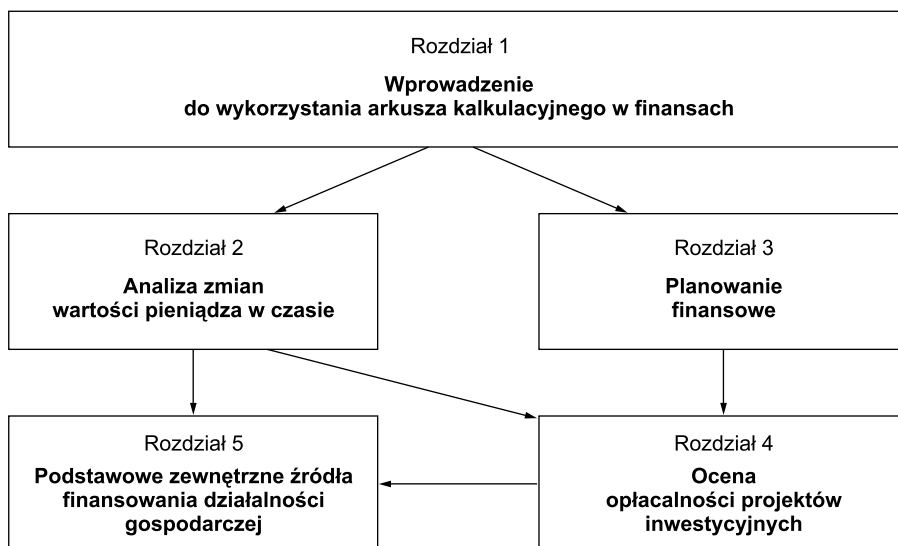 Rozdział 1
Wprowadzenie
do wykorzystania arkusza kalkulacyjnego w finansach
Rozdział 2
Analiza zmian
wartości pieniądza w czasie
Rozdział 3
Planowanie
finansowe
Rozdział 5
Podstawowe zewnętrzne źródła
finansowania działalności
gospodarczej
Rozdział 4
Ocena
opłacalności projektów
inwestycyjnych